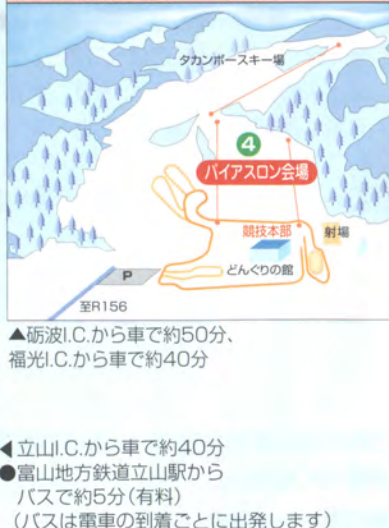 タカンボースキー場
4
バイアスロン会場
競技本部
射場
どんぐりの館
P
至R156
▲砺波I.C.から車で約50分、
福光I.C.から車で約40分
◀立山I.C.から車で約40分
●富山地方鉄道立山駅から
バスで約5分(有料)
(バスは電車の到着ごとに出発します)